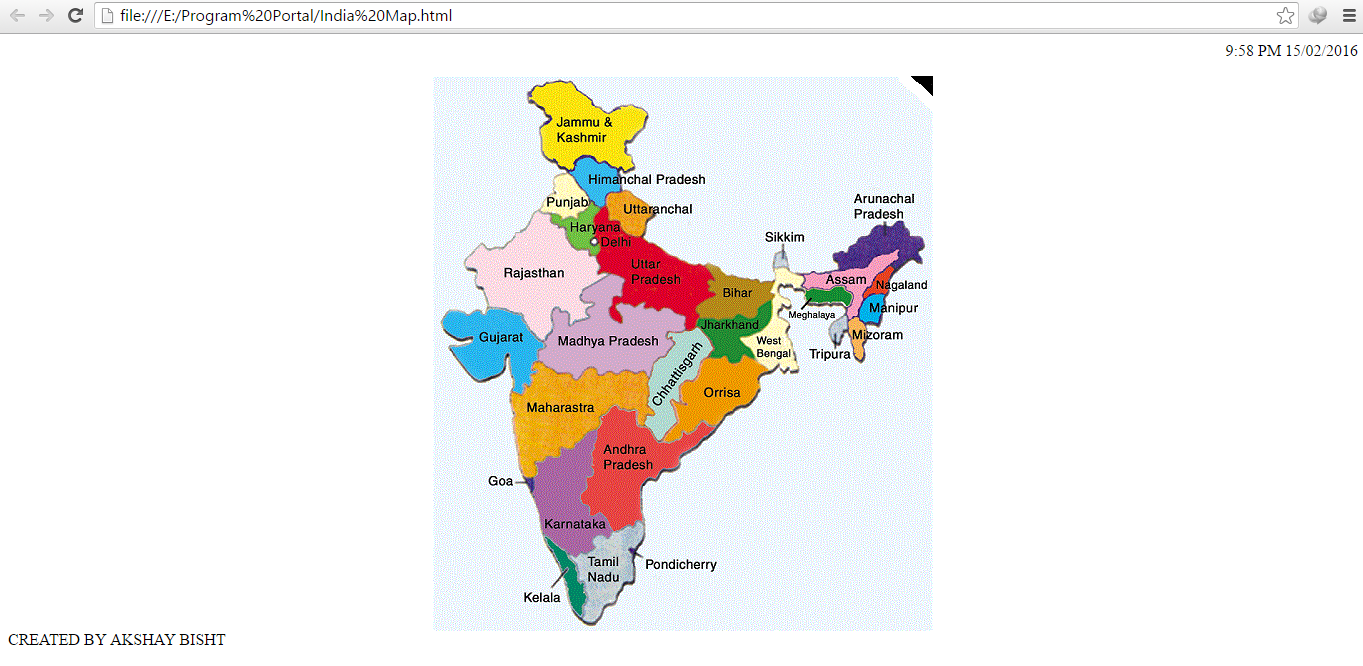 file:///E:/Program%20Portal/India%20Map.html
9:58 PM 15/02/2016
Jammu &
Kashmir
Himanchal Pradesh
Punjab
Uttaranchal
Haryana
Delhi
Arunachal
Pradesh
Sikkim
Rajasthan
Uttar
Pradesh
Bihar
Assam
Nagaland
Meghalaya
Manipur
Jharkhand
Gujarat
Madhya Pradesh
West
Bengal
Mizoram
Tripura
Chhattisgarh
Maharastra
Orrisa
Andhra
Pradesh
Goa
Karnataka
Tamil
Nadu
Pondicherry
Kelala
CREATED BY AKSHAY BISHT